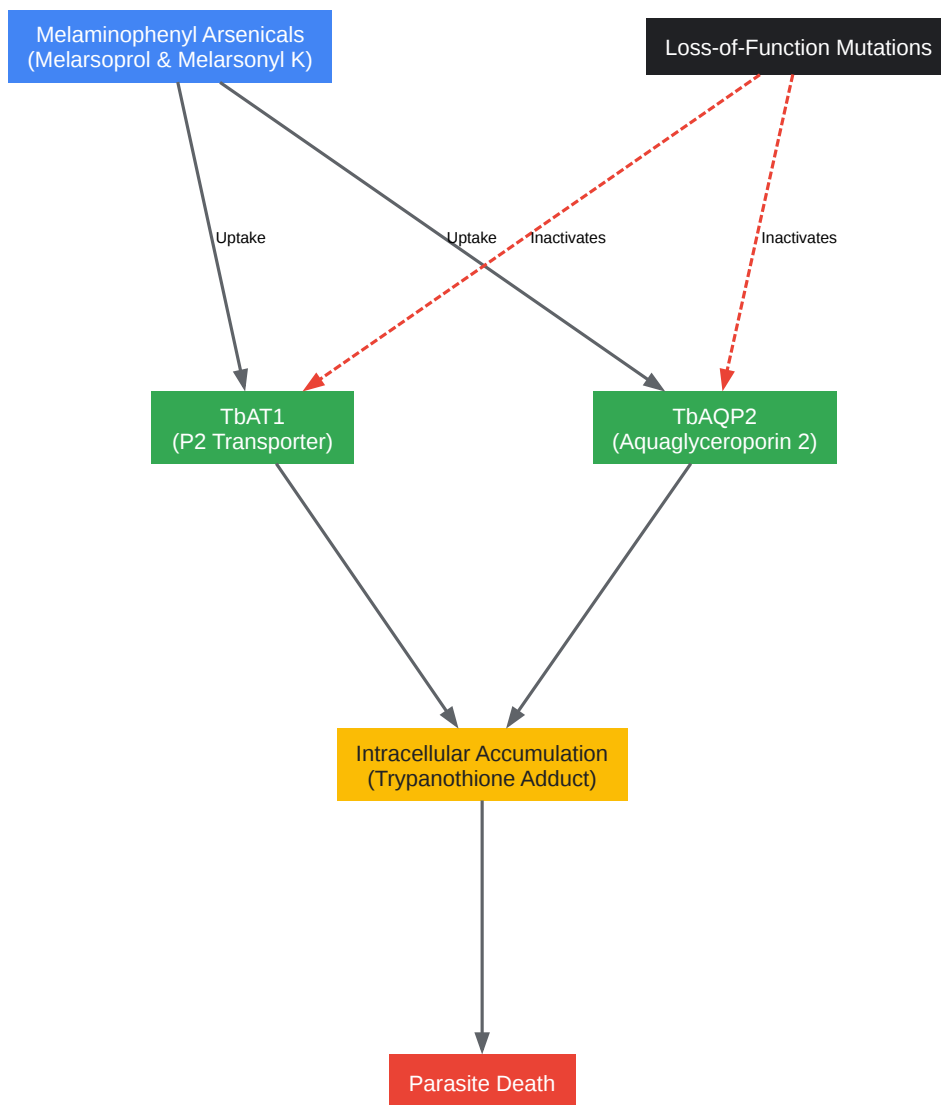 Melaminophenyl Arsenicals
(Melarsoprol & Melarsonyl K)
Loss-of-Function Mutations
Uptake
Uptake
Inactivates
Inactivates
TbAT1
(P2 Transporter)
TbAQP2
(Aquaglyceroporin 2)
Intracellular Accumulation
(Trypanothione Adduct)
Parasite Death